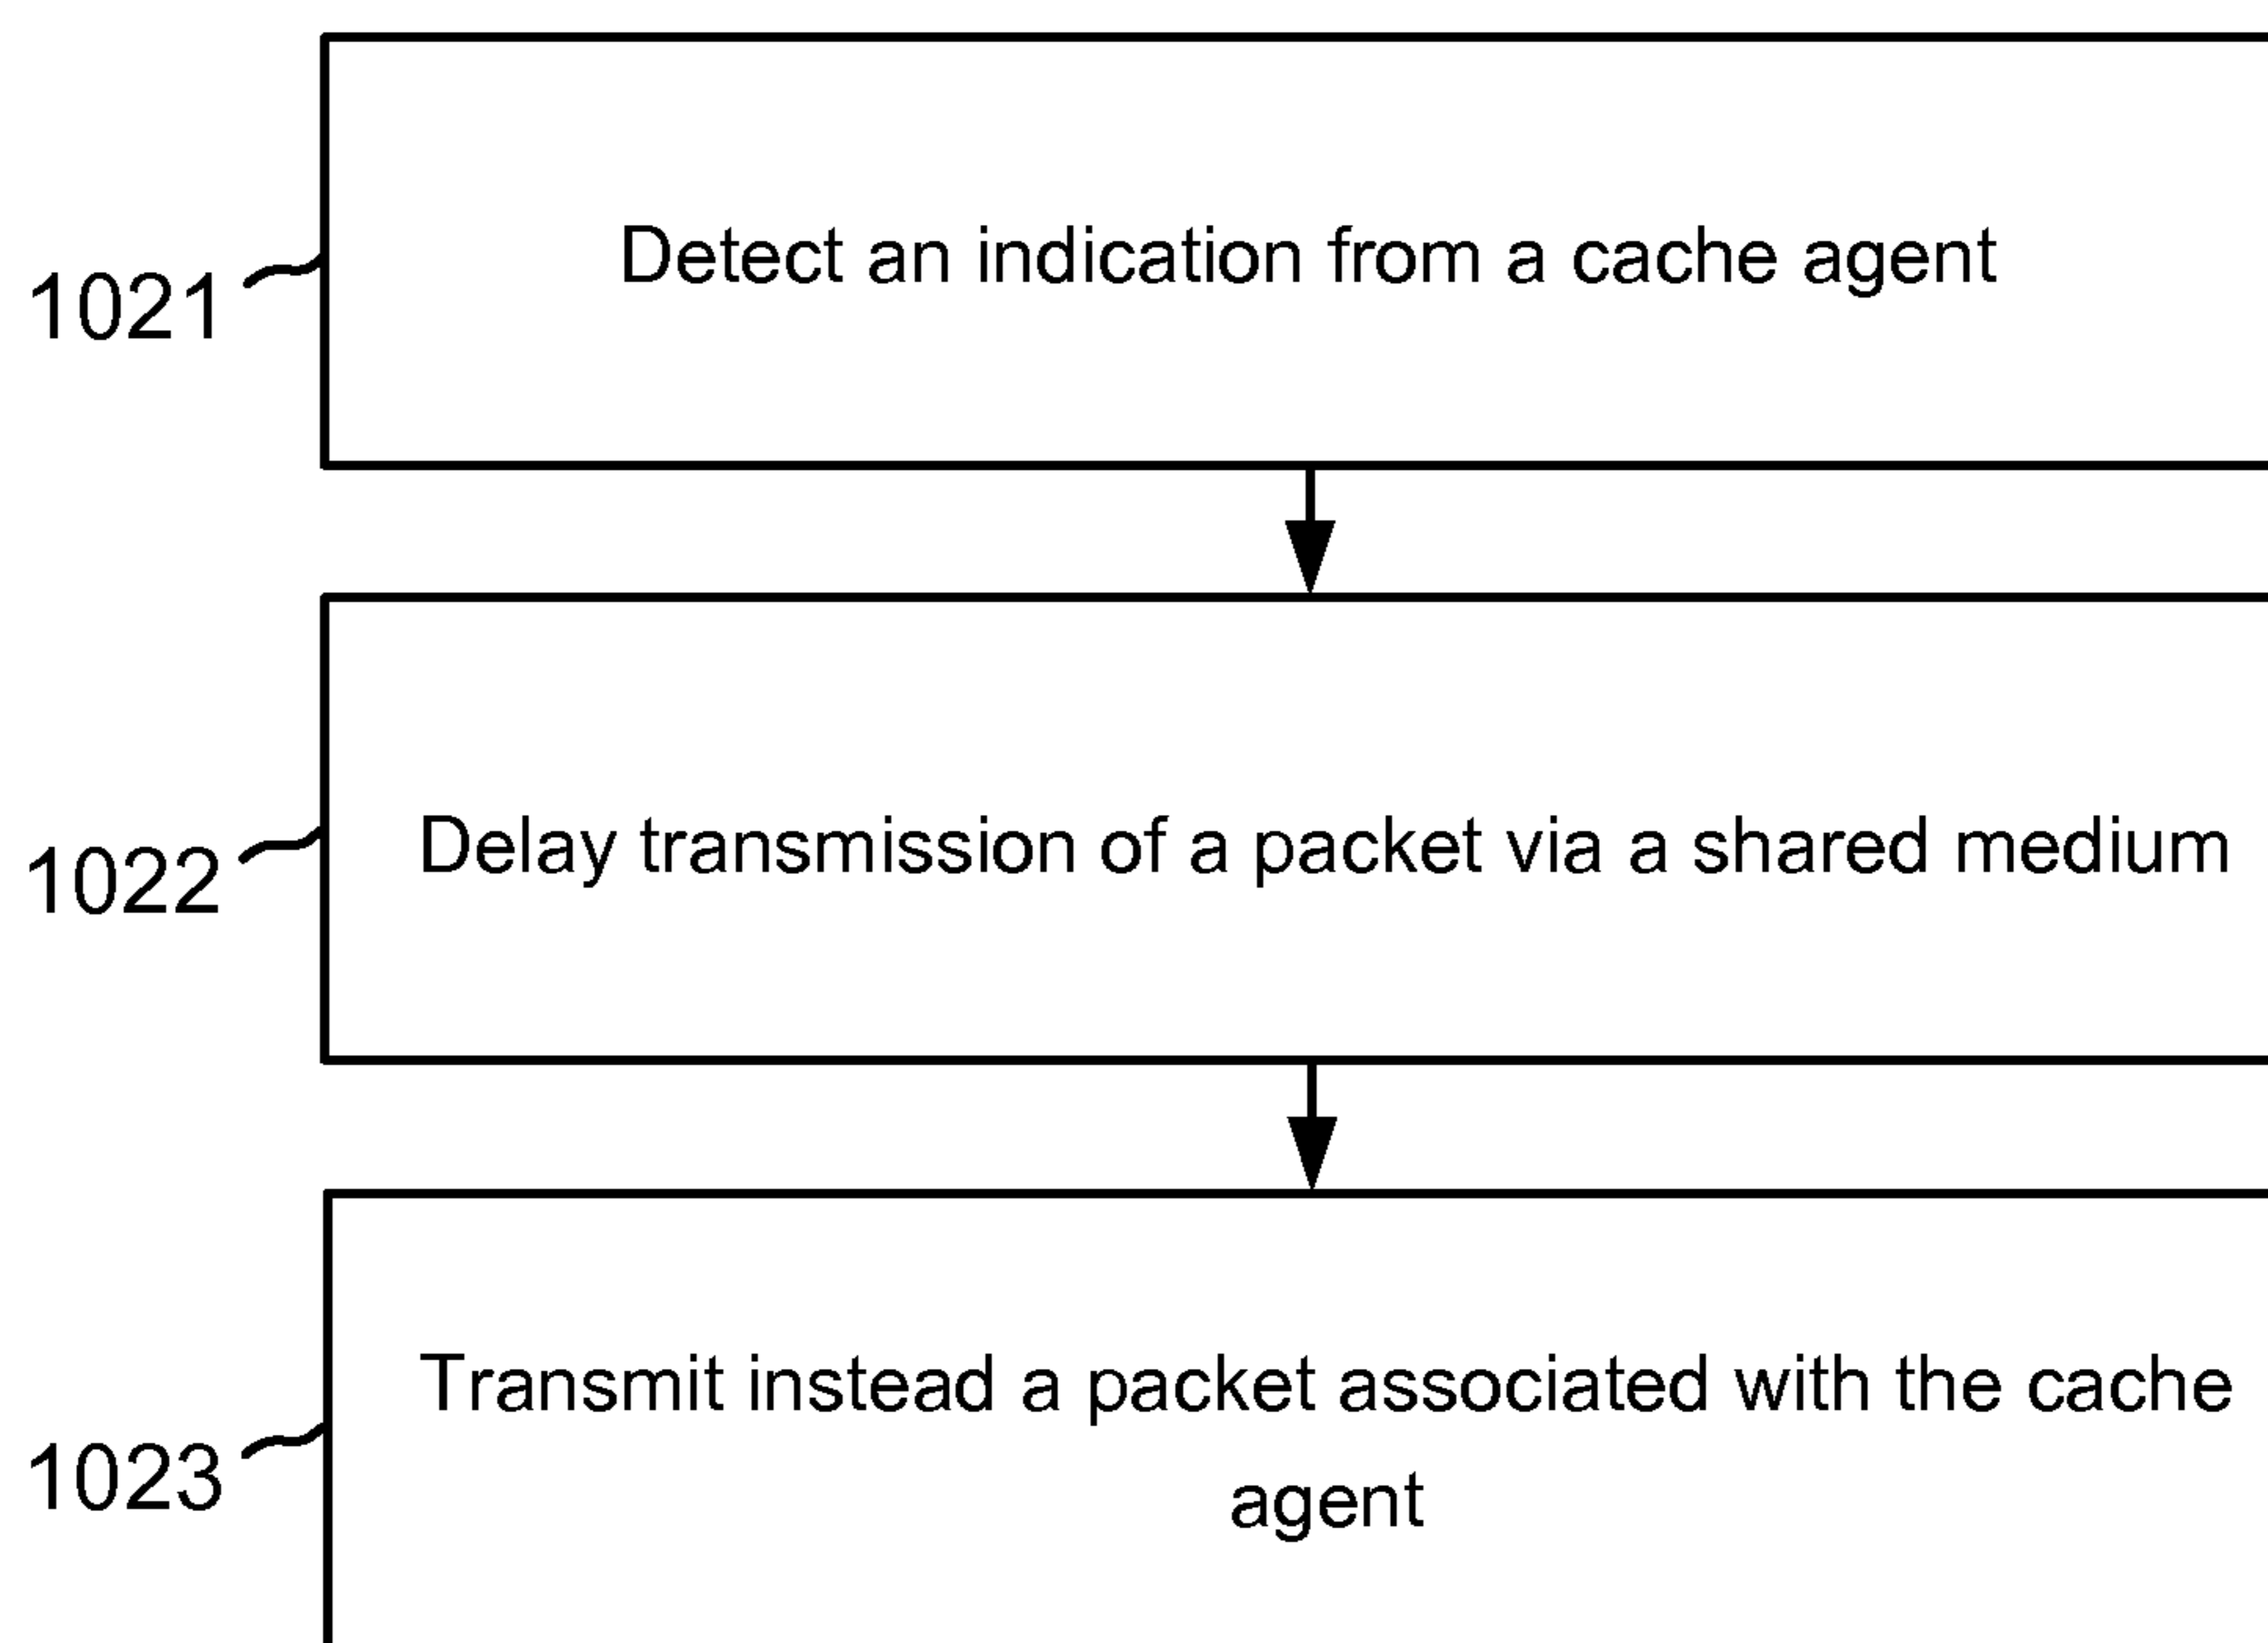 Detect an indication from a cache agent
1021
Delay transmission of a packet via a shared medium
1022
Transmit instead a packet associated with the cache
agent
1023